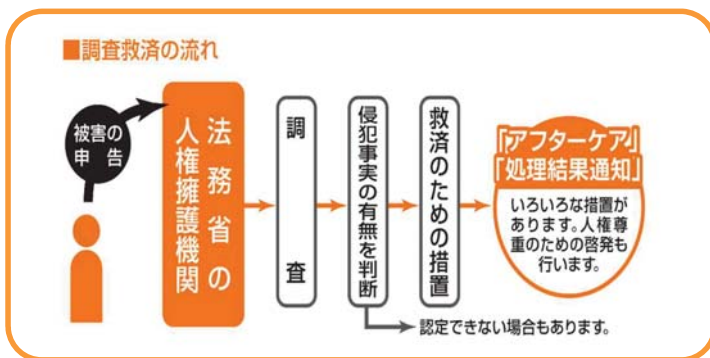 ■調査救済の流れ
被害の
申告
法務省の
人権擁護機関
調査
侵犯事実の有無を判断
救済のための措置
「アフターケア」
「処理結果通知」
いろいろな措置が
あります。人権尊
重のための啓発も
行います。
認定できない場合もあります。